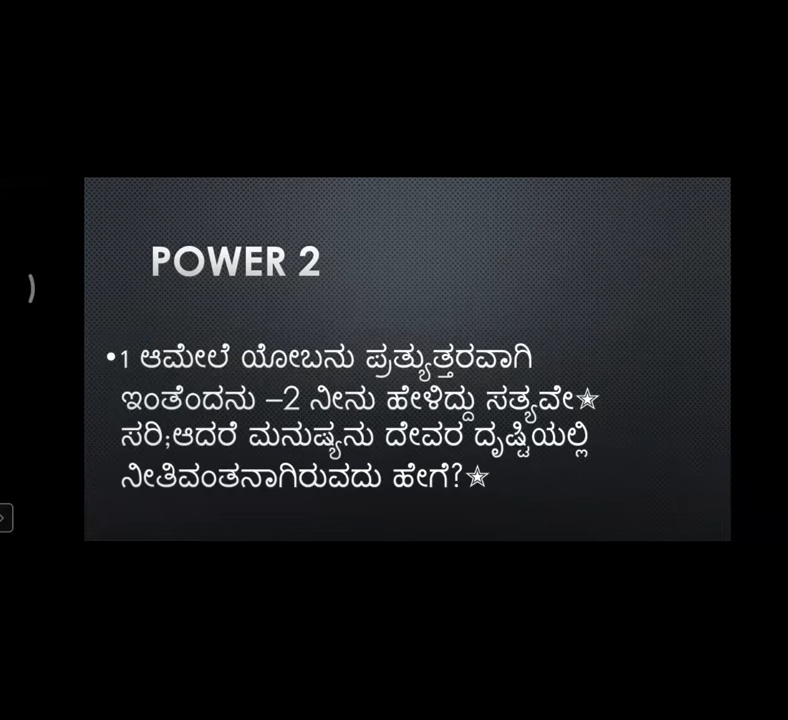 POWER 2
•1 ಆಮೇಲೆ ಯೋಬನು ಪ್ರತ್ಯುತ್ತರವಾಗಿ
ಇಂತೆಂದನು –2 ನೀನು ಹೇಳಿದ್ದು ಸತ್ಯವೇ✯
ಸರಿ;ಆದರೆ ಮನುಷ್ಯನು ದೇವರ ದೃಷ್ಟಿಯಲ್ಲಿ
ನೀತಿವಂತನಾಗಿರುವದು ಹೇಗೆ?✯